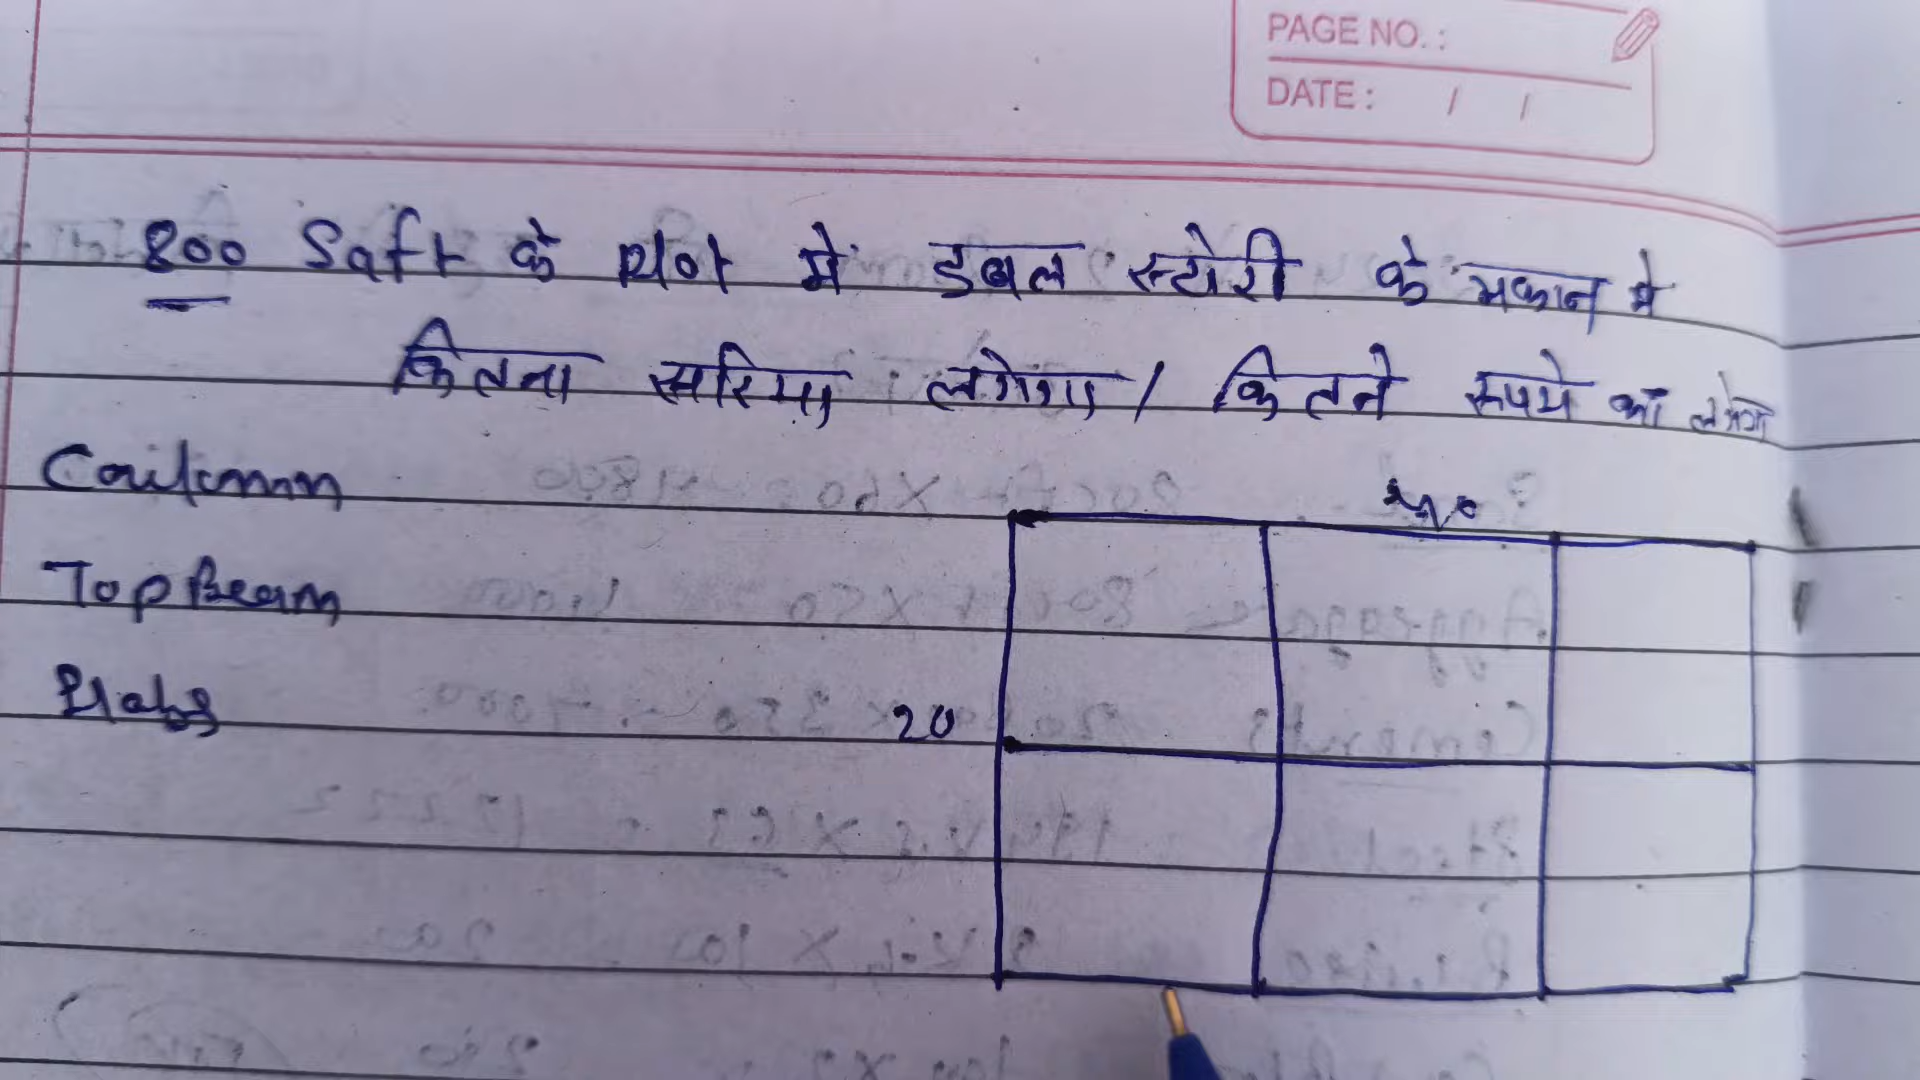 PAGE NO. :
DATE : / /
800 Saft के Plot मे डबल स्टोरी के मकान मे
कितना सरिया लगेगा / कितने रूपये का लगेगा
Coulomn
Top Beam
Slabs
40
20